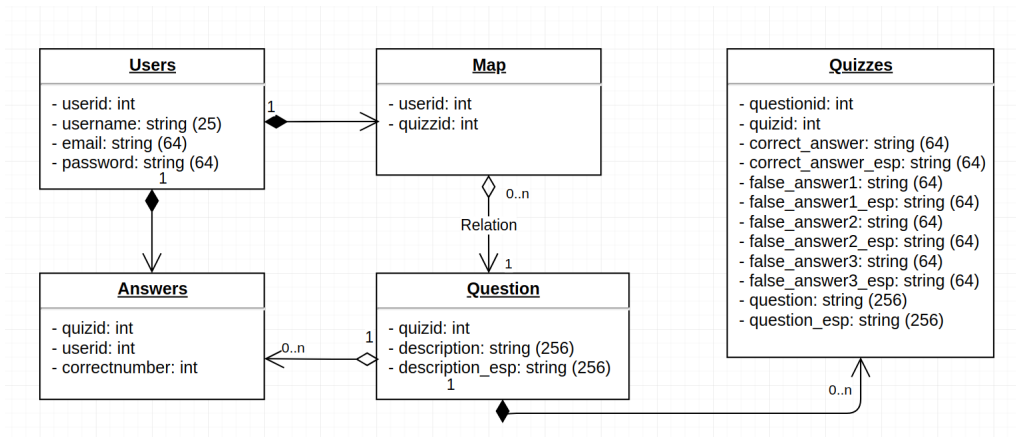 Users
- userid: int
- username: string (25)
- email: string (64)
- password: string (64)
1
1
Map
- userid: int
- quizzid: int
0..n
Relation
1
Quizzes
- questionid: int
- quizid: int
- correct_answer: string (64)
- correct_answer_esp: string (64)
- false_answer1: string (64)
- false_answer1_esp: string (64)
- false_answer2: string (64)
- false_answer2_esp: string (64)
- false_answer3: string (64)
- false_answer3_esp: string (64)
- question: string (256)
- question_esp: string (256)
Answers
- quizid: int
- userid: int
- correctnumber: int
0..n
1
Question
- quizid: int
- description: string (256)
- description_esp: string (256)
1
0..n